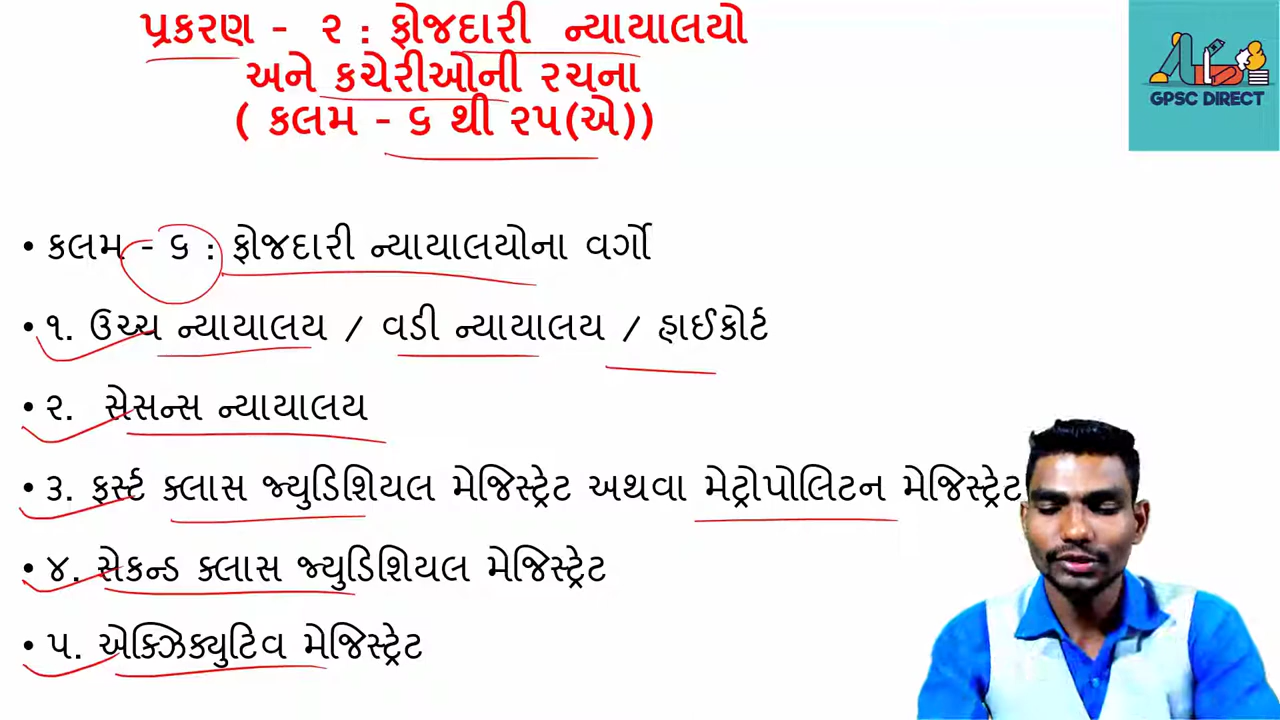 પ્રકરણ - ૨ : ફોજદારી ન્યાયાલયો
અને કચેરીઓની રચના
( કલમ - ૬ થી ૨૫(એ))
GPSC DIRECT
• કલમ - ૬ : ફોજદારી ન્યાયાલયોના વર્ગો
• ૧. ઉચ્ચ ન્યાયાલય / વડી ન્યાયાલય / હાઈકોર્ટ
• ૨. સેસન્સ ન્યાયાલય
• ૩. ફર્સ્ટ ક્લાસ જ્યુડિશિયલ મેજિસ્ટ્રેટ અથવા મેટ્રોપોલિટન મેજિસ્ટ્રેટ
• ૪. સેકન્ડ ક્લાસ જ્યુડિશિયલ મેજિસ્ટ્રેટ
• ૫. એક્ઝિક્યુટિવ મેજિસ્ટ્રેટ